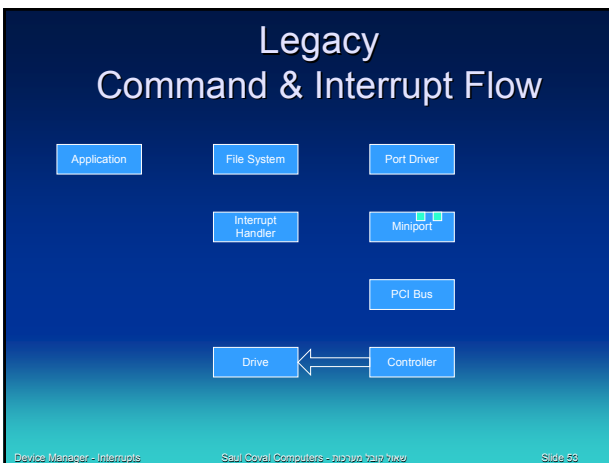 Legacy
Command & Interrupt Flow
Application
File System
Port Driver
Interrupt
Handler
Miniport
PCI Bus
Drive
Controller
Device Manager - Interrupts
Saul Coval Computers - שאול קובל מערכות
Slide 53